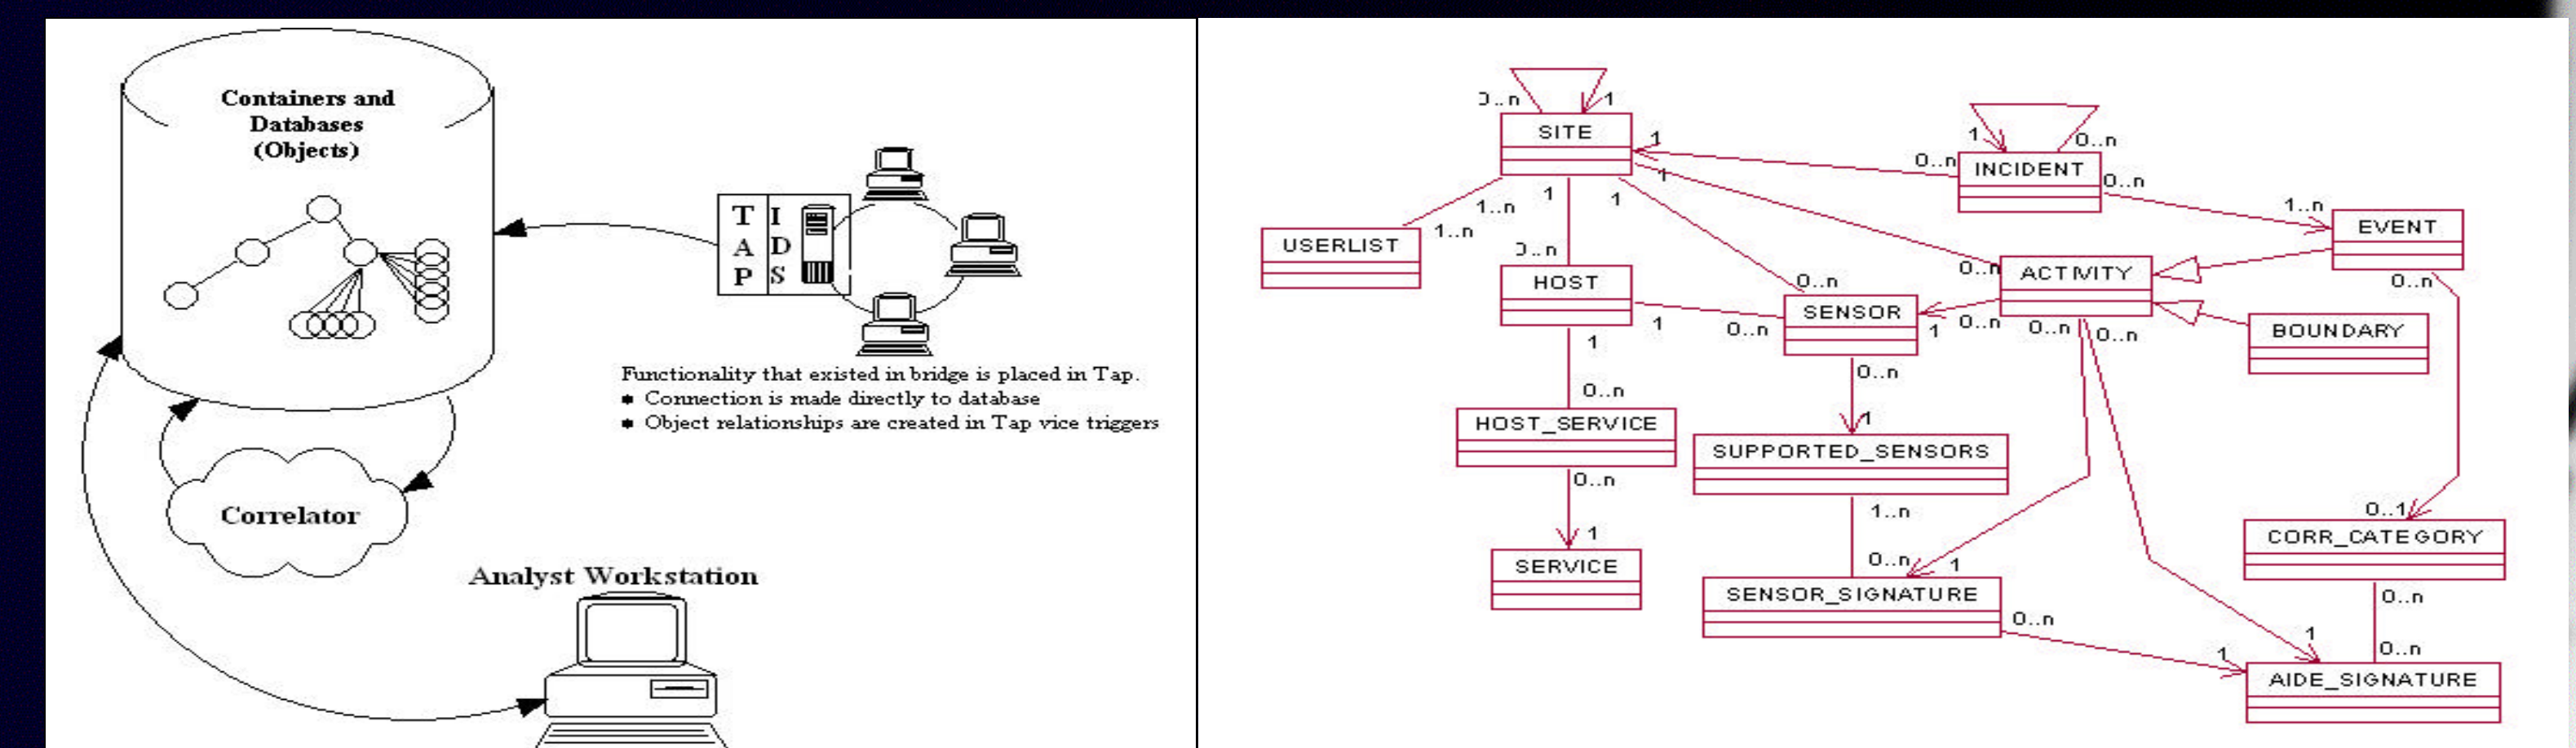 Containers and
Databases
(Objects)
T I
A D
P S
Functionality that existed in bridge is placed in Tap.
• Connection is made directly to database
• Object relationships are created in Tap vice triggers
Correlator
Analyst Workstation
0..n
1
SITE
1
1
1..n
1
1
1..n
USERLIST
0..n
HOST
1
0..n
1
0..n
HOST_SERVICE
0..n
1
SERVICE
0..n
SENSOR
1
0..n
0..n
1
SUPPORTED_SENSORS
1..n
0..n
1
SENSOR_SIGNATURE
0..n
1
1
0..n
0..n
INCIDENT
0..n
1..n
EVENT
0..n
0..n
ACTIVITY
0..n
0..n
BOUNDARY
0..1
CORR_CATEGORY
0..n
0..n
1
AIDE_SIGNATURE